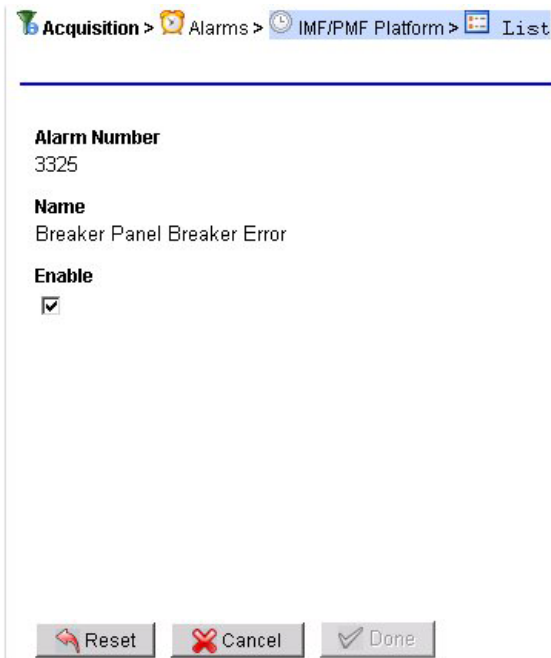 Acquisition > Alarms > IMF/PMF Platform > List
Alarm Number
3325
Name
Breaker Panel Breaker Error
Enable
Reset Cancel Done